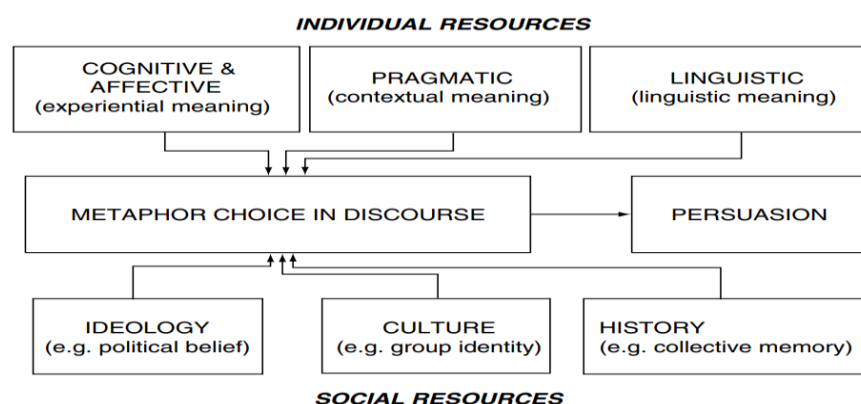 INDIVIDUAL RESOURCES
COGNITIVE &
AFFECTIVE
(experiential meaning)
PRAGMATIC
(contextual meaning)
LINGUISTIC
(linguistic meaning)
METAPHOR CHOICE IN DISCOURSE
PERSUASION
IDEOLOGY
(e.g. political belief)
CULTURE
(e.g. group identity)
HISTORY
(e.g. collective memory)
SOCIAL RESOURCES